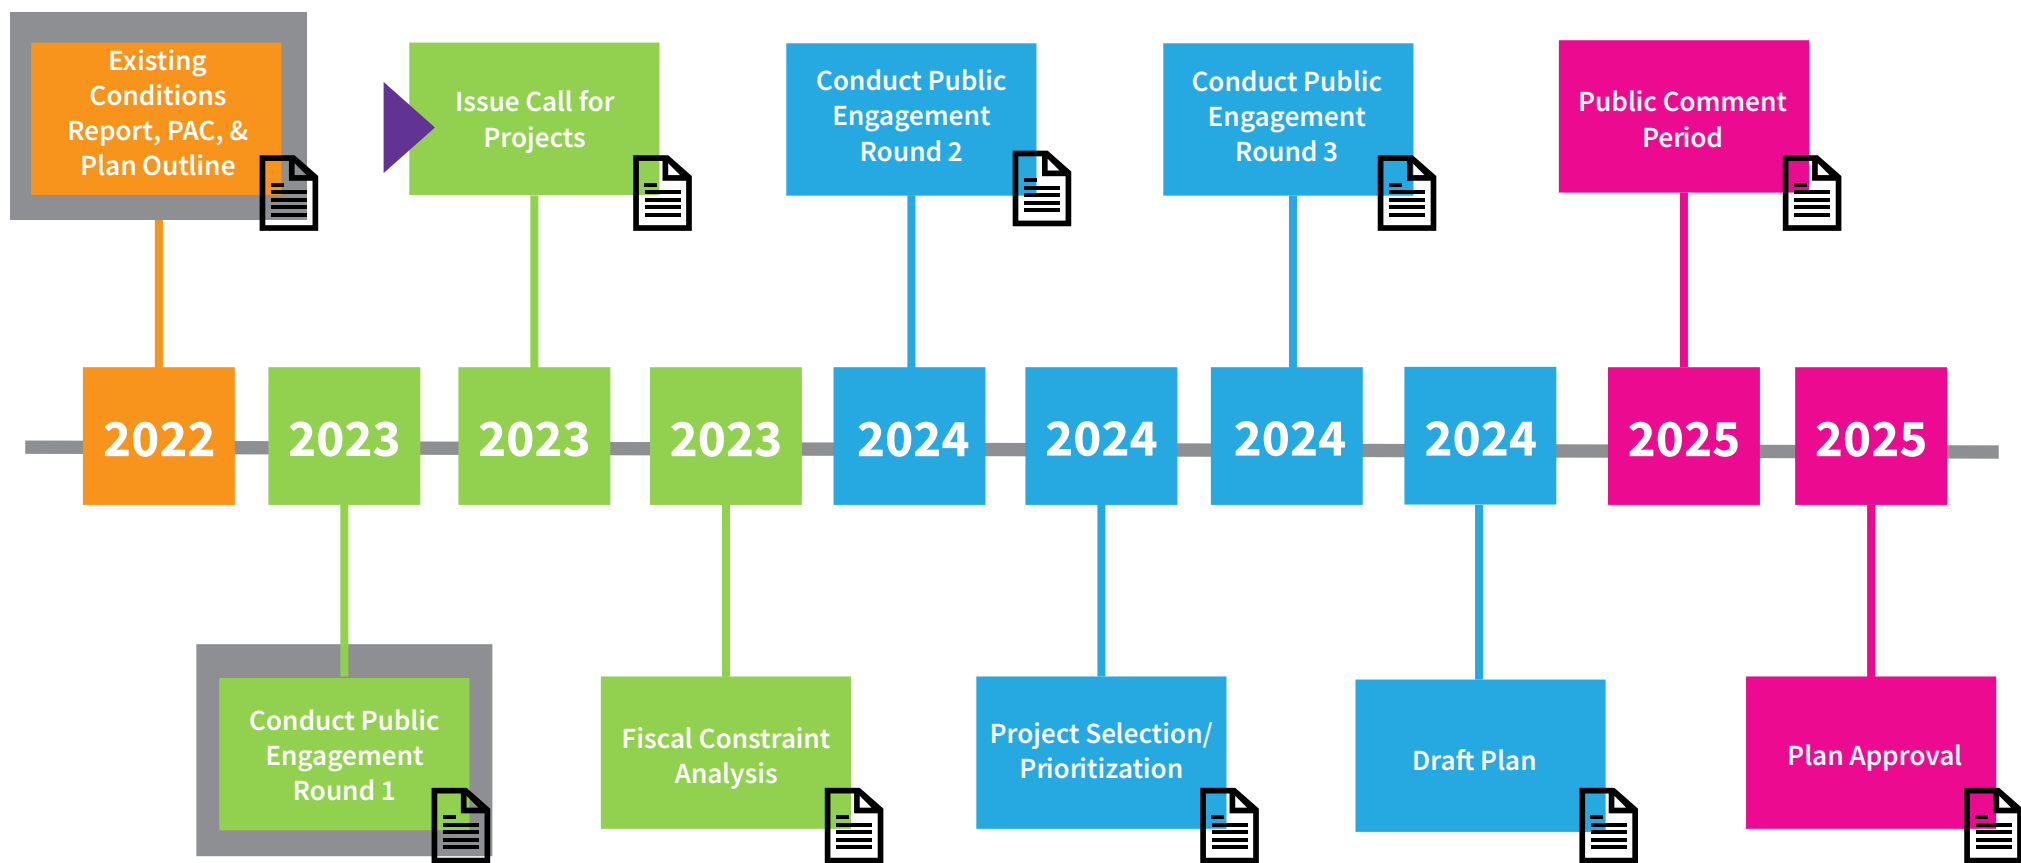 Existing
Conditions
Report, PAC, &
Plan Outline
Issue Call for
Projects
Conduct Public
Engagement
Round 2
Conduct Public
Engagement
Round 3
Public Comment
Period
2022
2023
2023
2023
2024
2024
2024
2024
2025
2025
Conduct Public
Engagement
Round 1
Fiscal Constraint
Analysis
Project Selection/
Prioritization
Draft Plan
Plan Approval